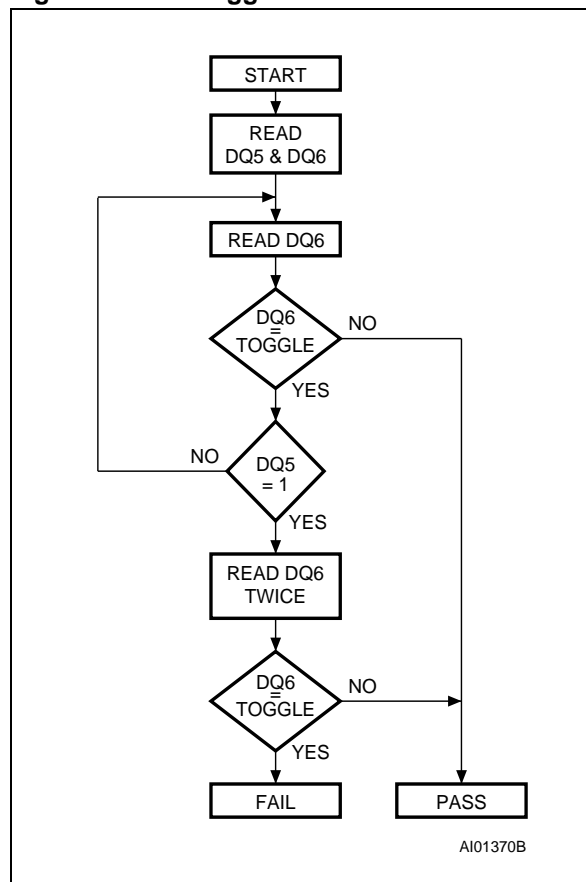 START
READ
DQ5 & DQ6
READ DQ6
DQ6
=
TOGGLE
NO
YES
NO
DQ5
= 1
YES
READ DQ6
TWICE
DQ6
=
TOGGLE
NO
YES
FAIL
PASS
AI01370B